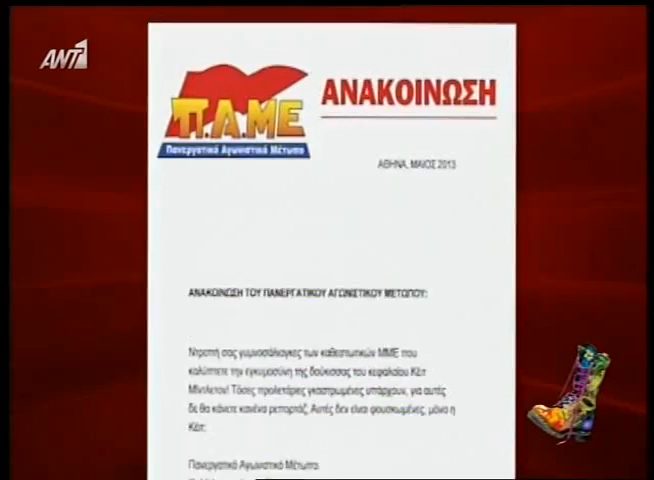 ΑΝΤ1
Π.Α.ΜΕ
Πανεργατικό Αγωνιστικό Μέτωπο
ΑΝΑΚΟΙΝΩΣΗ
ΑΘΗΝΑ, ΜΑΙΟΣ 2013
ΑΝΑΚΟΙΝΩΣΗ ΤΟΥ ΠΑΝΕΡΓΑΤΙΚΟΥ ΑΓΩΝΙΣΤΙΚΟΥ ΜΕΤΩΠΟΥ:
Ντροπή σας γυμνοσάλιαγκες των καθεστωτικών ΜΜΕ που
καλύπτετε την εγκυμοσύνη της δούκισσας του κεφαλαίου Κέιτ
Μίντλετον! Τόσες προλετάριες γκαστρωμένες υπάρχουν, για αυτές
δε θα κάνετε κανένα ρεπορτάζ; Αυτές δεν είναι φουσκωμένες, μόνο η
Κέιτ;
Πανεργατικό Αγωνιστικό Μέτωπο.